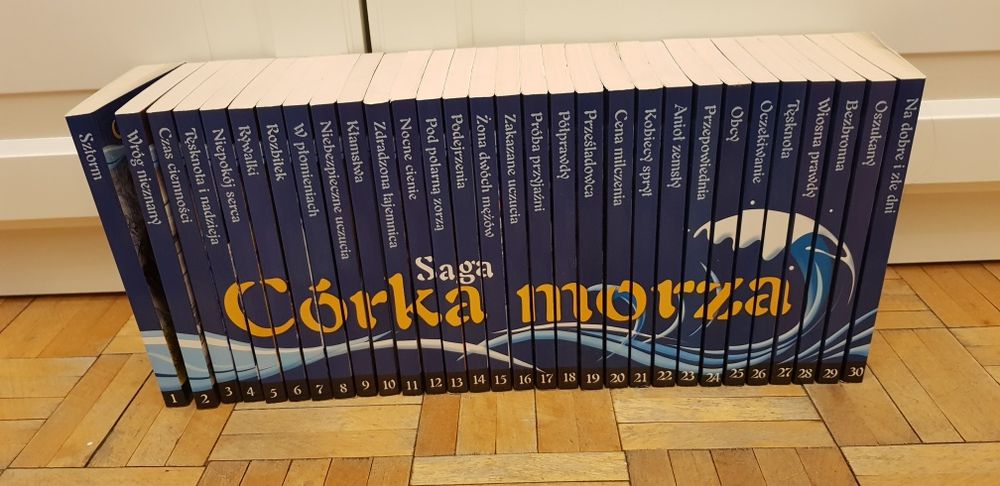 Sztorm
Wróg nieznany
Czas ciemności
Tęsknota i nadzieja
Niepokój serca
Rywalki
Rozbitek
W płomieniach
Niebezpieczne uczucia
Kłamstwa
Zdradzona tajemnica
Nocne cienie
Pod polarną zorzą
Podejrzenia
Żona dwóch mężów
Zakazane uczucia
Próba przyjaźni
Półprawdy
Prześladowca
Cena milczenia
Kobiecy spryt
Anioł zemsty
Przepowiednia
Obcy
Oczekiwanie
Tęsknota
Wiosna prawdy
Bezbronna
Oszukany
Na dobre i złe dni
Saga
Córka morza
1 2 3 4 5 6 7 8 9 10 11 12 13 14 15 16 17 18 19 20 21 22 23 24 25 26 27 28 29 30